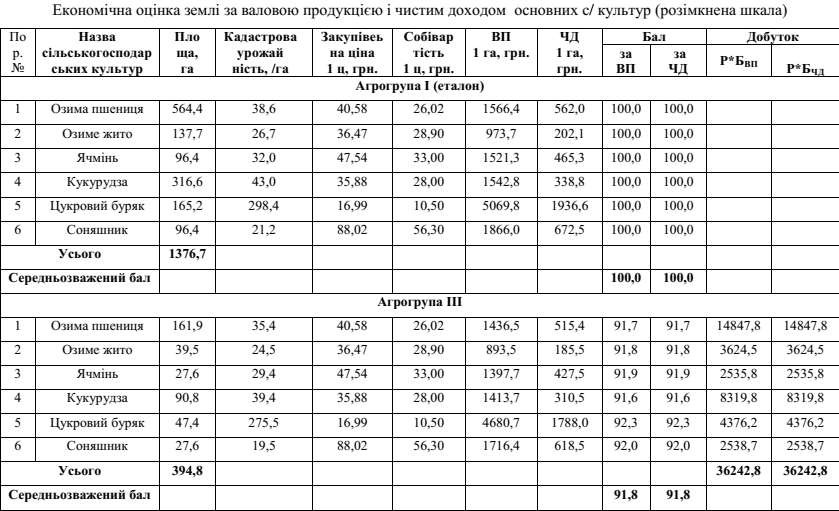 Економічна оцінка землі за валовою продукцією і чистим доходом основних с/ культур (розімкнена шкала)
По р. № | Назва сільськогосподар ських культур | Пло ща, га | Кадастрова урожай ність, /га | Закупівель на ціна 1 ц, грн. | Собівар тість 1 ц, грн. | ВП 1 га, грн. | ЧД 1 га, грн. | Бал | Добуток
за ВП | за ЧД | Р*Бвп | Р*Бчд
Агрогрупа І (еталон)
1 | Озима пшениця | 564,4 | 38,6 | 40,58 | 26,02 | 1566,4 | 562,0 | 100,0 | 100,0
2 | Озиме жито | 137,7 | 26,7 | 36,47 | 28,90 | 973,7 | 202,1 | 100,0 | 100,0
3 | Ячмінь | 96,4 | 32,0 | 47,54 | 33,00 | 1521,3 | 465,3 | 100,0 | 100,0
4 | Кукурудза | 316,6 | 43,0 | 35,88 | 28,00 | 1542,8 | 338,8 | 100,0 | 100,0
5 | Цукровий буряк | 165,2 | 298,4 | 16,99 | 10,50 | 5069,8 | 1936,6 | 100,0 | 100,0
6 | Соняшник | 96,4 | 21,2 | 88,02 | 56,30 | 1866,0 | 672,5 | 100,0 | 100,0
Усього | 1376,7
Середньозважений бал | 100,0 | 100,0
Агрогрупа ІІІ
1 | Озима пшениця | 161,9 | 35,4 | 40,58 | 26,02 | 1436,5 | 515,4 | 91,7 | 91,7 | 14847,8 | 14847,8
2 | Озиме жито | 39,5 | 24,5 | 36,47 | 28,90 | 893,5 | 185,5 | 91,8 | 91,8 | 3624,5 | 3624,5
3 | Ячмінь | 27,6 | 29,4 | 47,54 | 33,00 | 1397,7 | 427,5 | 91,9 | 91,9 | 2535,8 | 2535,8
4 | Кукурудза | 90,8 | 39,4 | 35,88 | 28,00 | 1413,7 | 310,5 | 91,6 | 91,6 | 8319,8 | 8319,8
5 | Цукровий буряк | 47,4 | 275,5 | 16,99 | 10,50 | 4680,7 | 1788,0 | 92,3 | 92,3 | 4376,2 | 4376,2
6 | Соняшник | 27,6 | 19,5 | 88,02 | 56,30 | 1716,4 | 618,5 | 92,0 | 92,0 | 2538,7 | 2538,7
Усього | 394,8 | 36242,8 | 36242,8
Середньозважений бал | 91,8 | 91,8